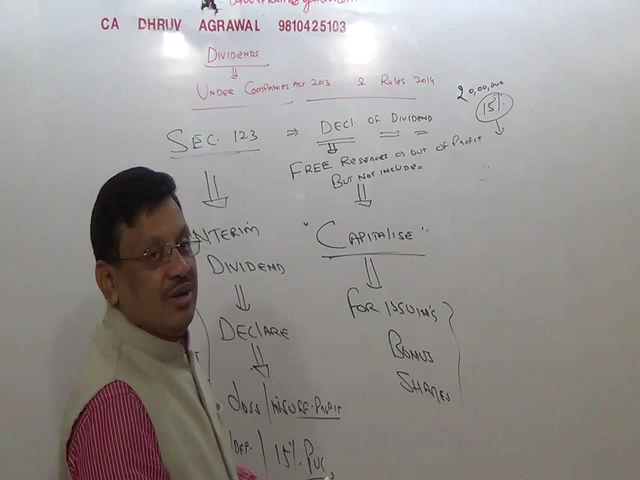 CA DHRUV AGRAWAL 9810425103
DIVIDENDS
UNDER COMPANIES ACT 2013 & RULES 2014
20,00,000
15%
SEC. 123 ⇒ DECL. OF DIVIDEND
FREE RESERVES ⇒ OUT OF PROFIT
BUT NOT INCLUDE
INTERIM
DIVIDEND
DECLARE
LOSS
PROFIT
15%. PUC
"CAPITALISE"
FOR ISSUING
BONUS
SHARES